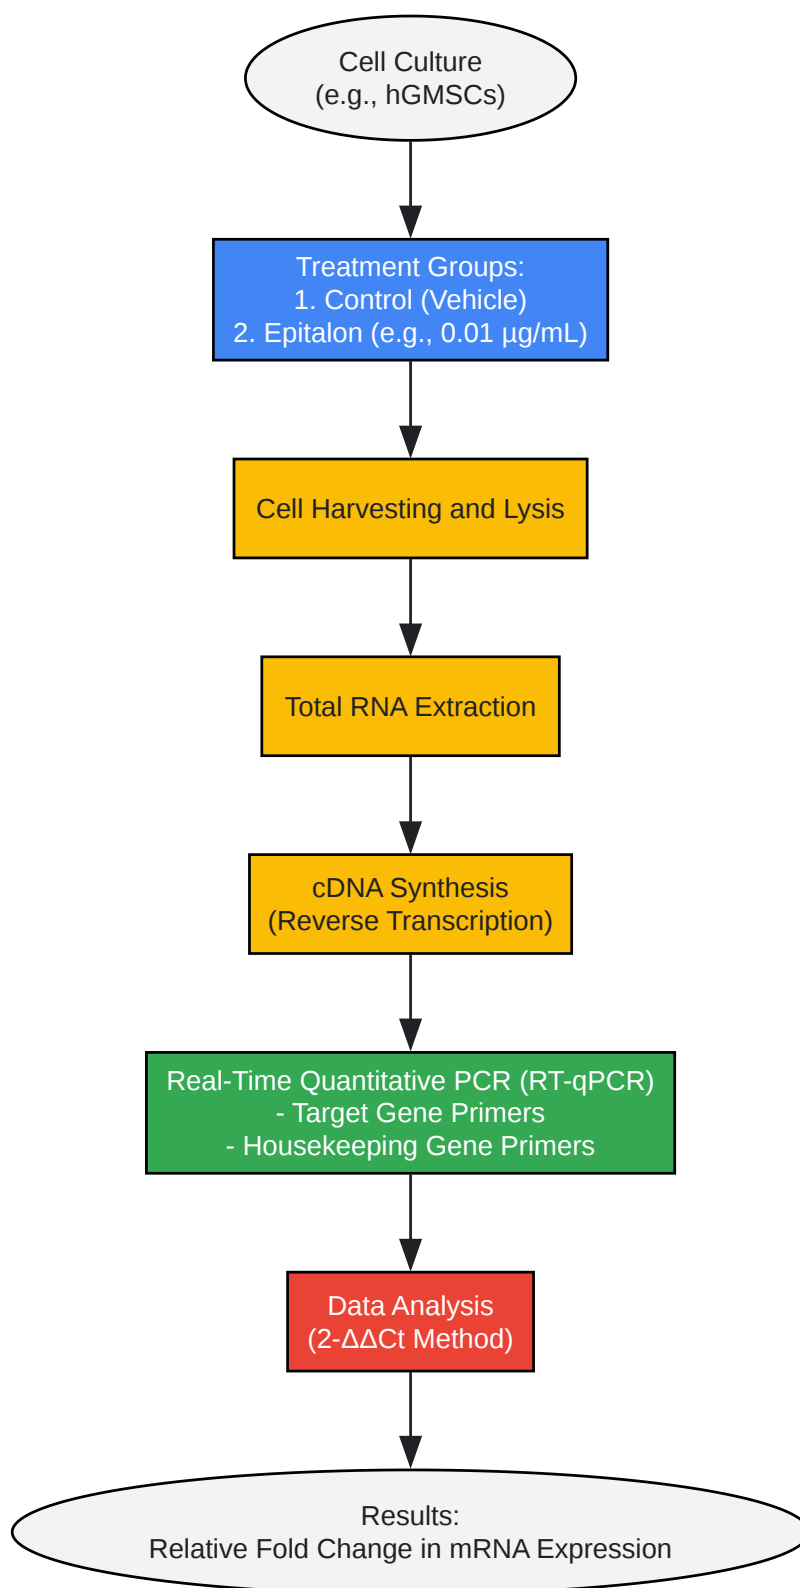 Cell Culture
(e.g., hGMSCs)
Treatment Groups:
1. Control (Vehicle)
2. Epitalon (e.g., 0.01 µg/mL)
Cell Harvesting and Lysis
Total RNA Extraction
cDNA Synthesis
(Reverse Transcription)
Real-Time Quantitative PCR (RT-qPCR)
- Target Gene Primers
- Housekeeping Gene Primers
Data Analysis
(2-ΔΔCt Method)
Results:
Relative Fold Change in mRNA Expression